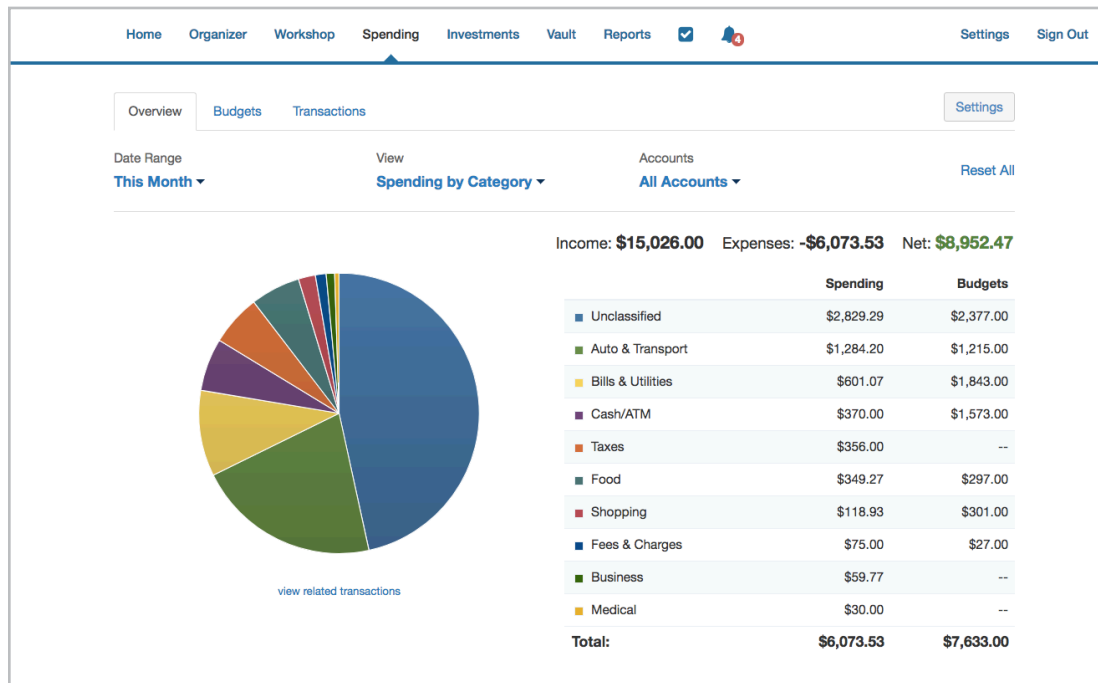 Home Organizer Workshop Spending Investments Vault Reports 4 Settings Sign Out
Overview Budgets Transactions Settings
Date Range View Accounts
This Month Spending by Category All Accounts Reset All
Income: $15,026.00 Expenses: -$6,073.53 Net: $8,952.47
Spending Budgets
Unclassified $2,829.29 $2,377.00
Auto & Transport $1,284.20 $1,215.00
Bills & Utilities $601.07 $1,843.00
Cash/ATM $370.00 $1,573.00
Taxes $356.00 --
Food $349.27 $297.00
Shopping $118.93 $301.00
Fees & Charges $75.00 $27.00
Business $59.77 --
Medical $30.00 --
Total: $6,073.53 $7,633.00
view related transactions